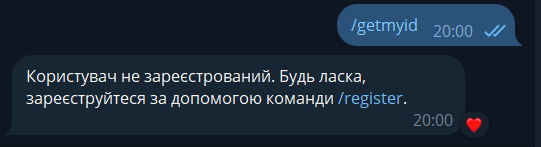 /getmyid 20:00
Користувач не зареєстрований. Будь ласка,
зареєструйтеся за допомогою команди /register.
20:00